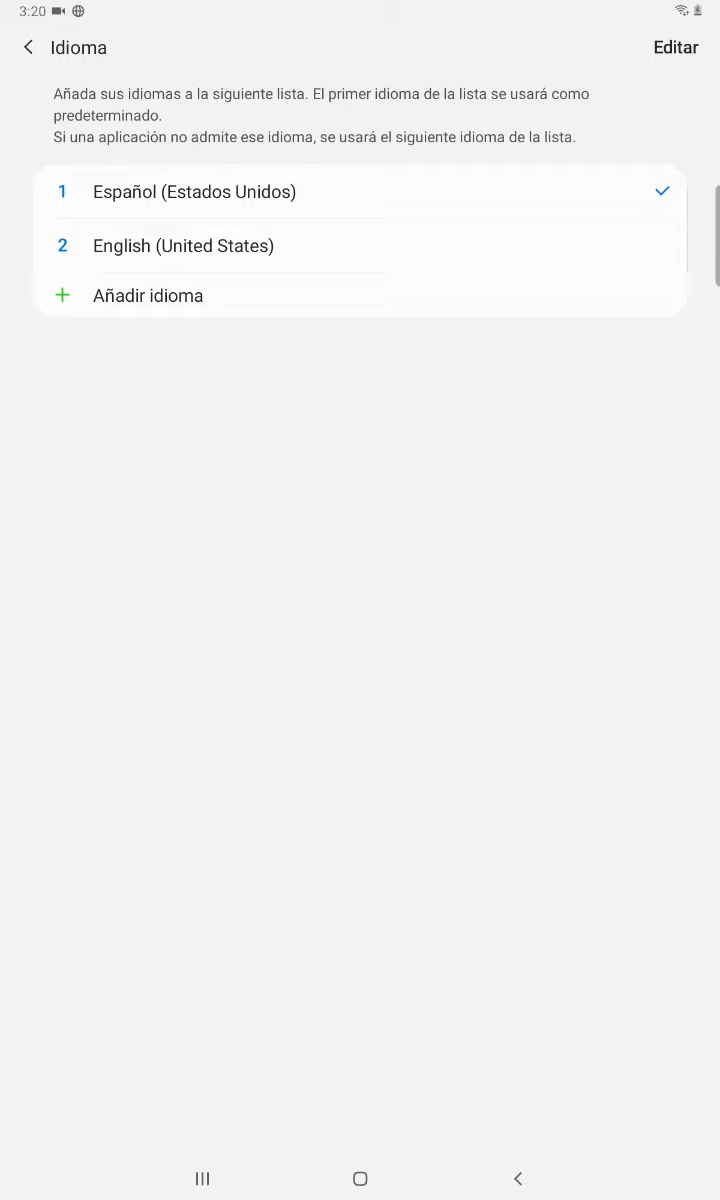 3:20
Idioma
Editar
Añada sus idiomas a la siguiente lista. El primer idioma de la lista se usará como
predeterminado.
Si una aplicación no admite ese idioma, se usará el siguiente idioma de la lista.
1 Español (Estados Unidos)
2 English (United States)
+ Añadir idioma